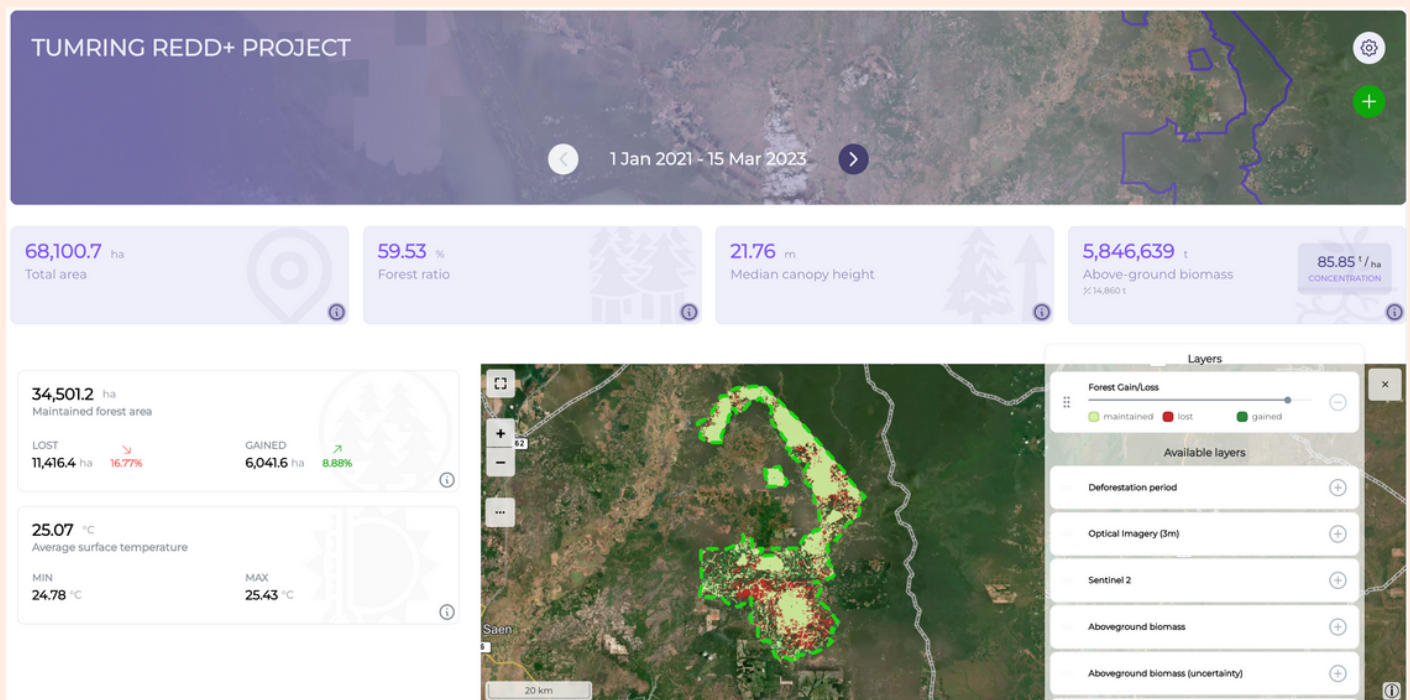 TUMRING REDD+ PROJECT
1 Jan 2021 - 15 Mar 2023
68,100.7 ha
Total area
59.53 %
Forest ratio
21.76 m
Median canopy height
5,846,639 t
Above-ground biomass
⁒ 14,860 t
85.85 t/ha
CONCENTRATION
34,501.2 ha
Maintained forest area
LOST
11,416.4 ha 16.77%
GAINED
6,041.6 ha 8.88%
25.07 °C
Average surface temperature
MIN
24.78 °C
MAX
25.43 °C
+
62
−
...
Saen
6
20 km
Layers
×
Forest Gain/Loss
maintained lost gained
Available layers
Deforestation period
Optical Imagery (3m)
Sentinel 2
Aboveground biomass
Aboveground biomass (uncertainty)